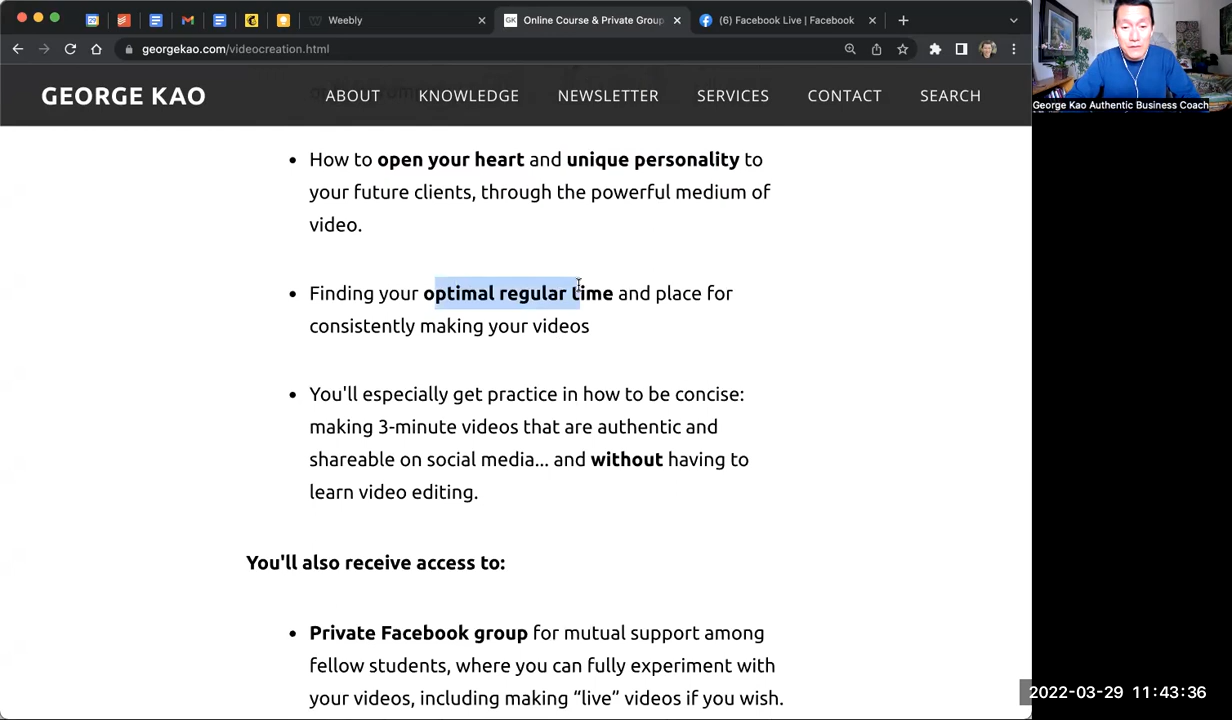 Weebly
GK Online Course & Private Group
(6) Facebook Live | Facebook
georgekao.com/videocreation.html
GEORGE KAO
ABOUT KNOWLEDGE NEWSLETTER SERVICES CONTACT SEARCH
George Kao Authentic Business Coach
• How to open your heart and unique personality to
your future clients, through the powerful medium of
video.
• Finding your optimal regular time and place for
consistently making your videos
• You'll especially get practice in how to be concise:
making 3-minute videos that are authentic and
shareable on social media... and without having to
learn video editing.
You'll also receive access to:
• Private Facebook group for mutual support among
fellow students, where you can fully experiment with
your videos, including making “live” videos if you wish.
2022-03-29 11:43:36